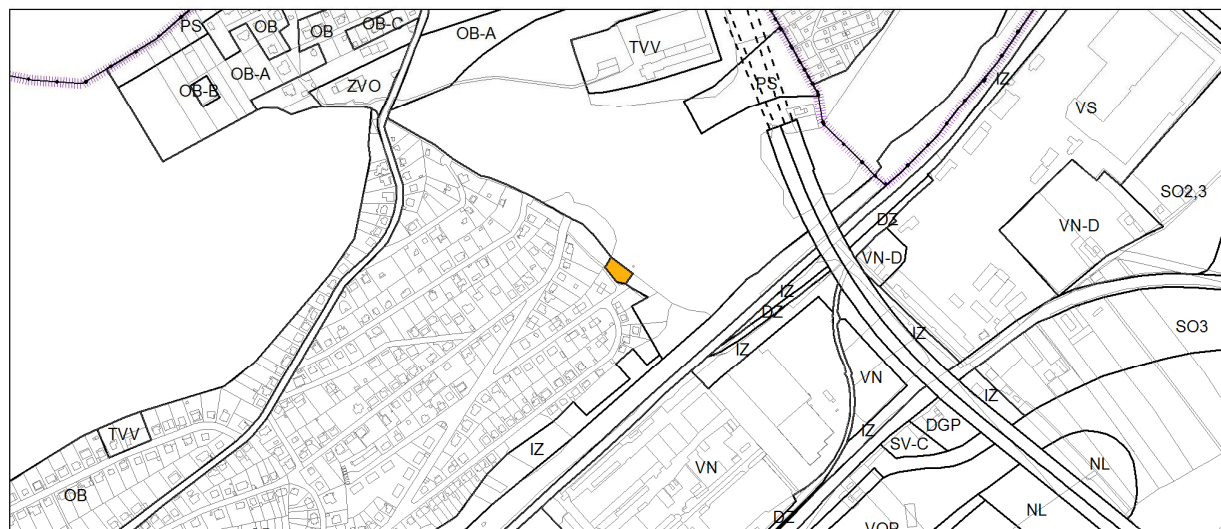 PS
OB
OB
OB-C
OB-A
TVV
OB-A
OB-B
ZVO
PS
IZ
VS
SO2,3
DZ
VN-D
VN-D
IZ
DZ
IZ
IZ
SO3
VN
IZ
TVV
DGP
IZ
SV-C
IZ
VN
NL
OB
NL
DZ
VOP